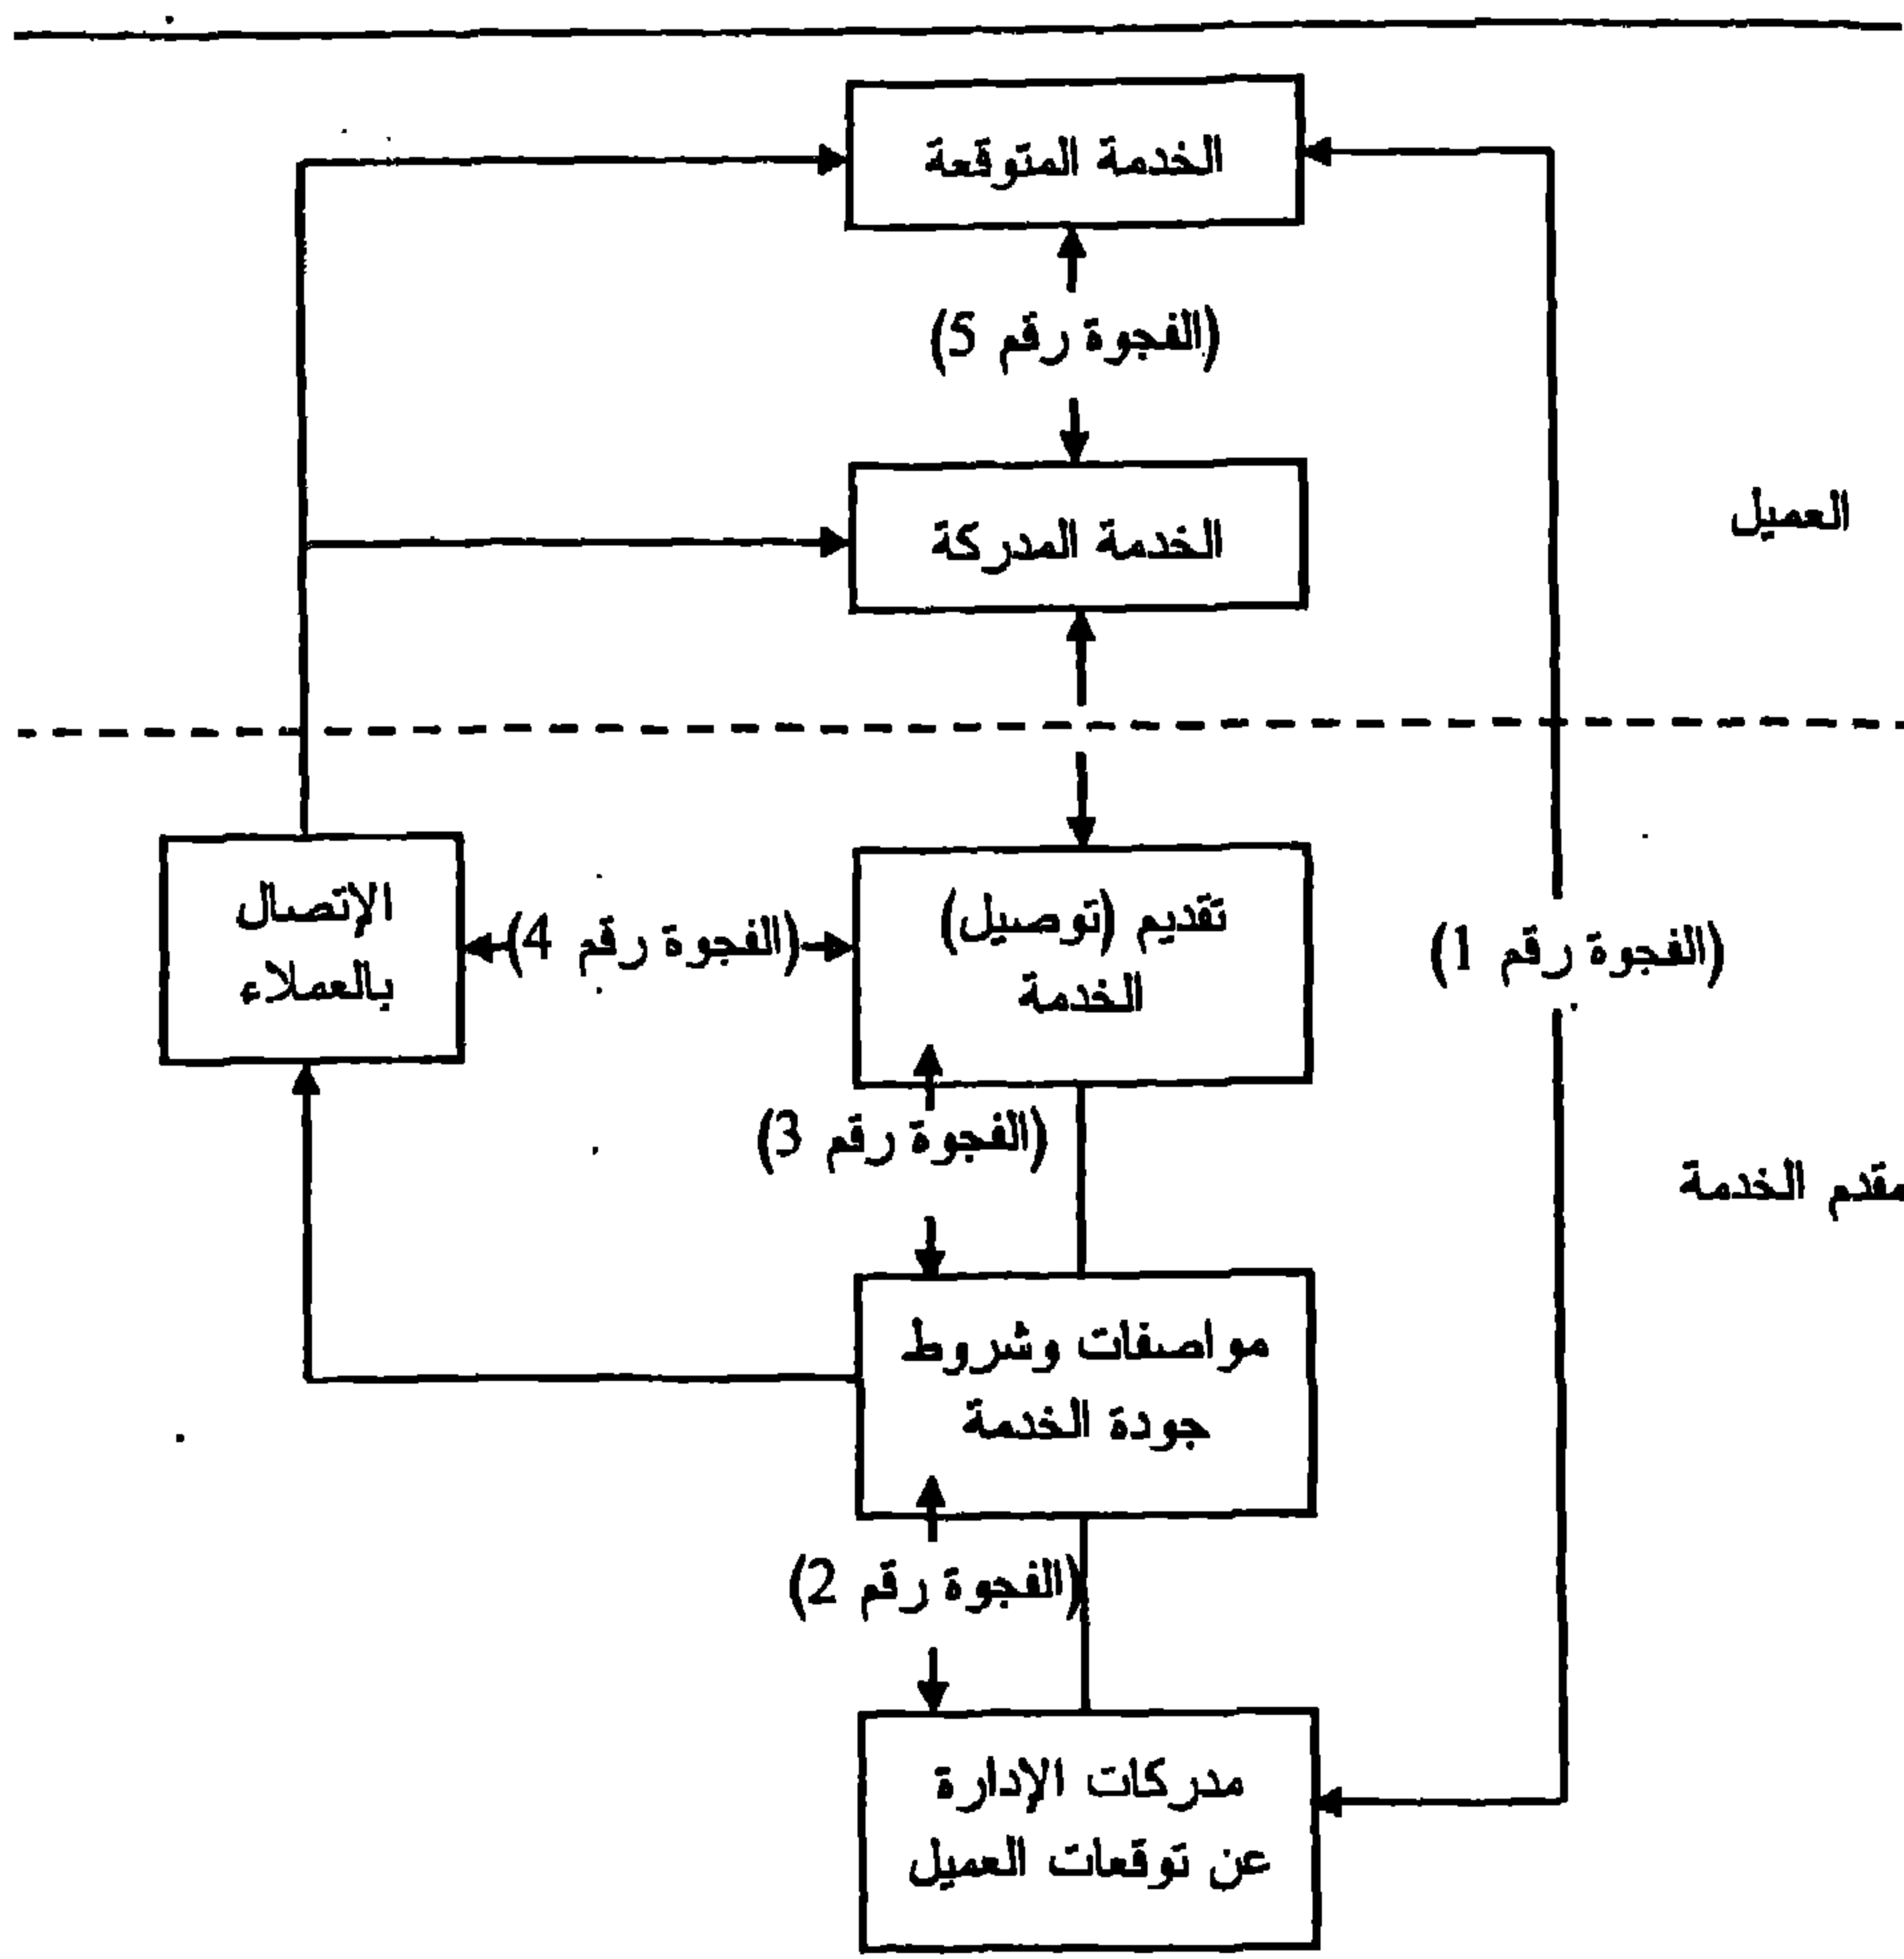 الخدمة المتوقعة
(الفجوة رقم 5)
الخدمة المدركة
العميل
تقديم (توصيل)
الخدمة
(الفجوة رقم 4)
الإتصال
بالعملاء
(الفجوة رقم 1)
(الفجوة رقم 3)
مقدم الخدمة
مواصفات وشروط
جودة الخدمة
(الفجوة رقم 2)
مدركات الإدارة
عن توقعات العميل